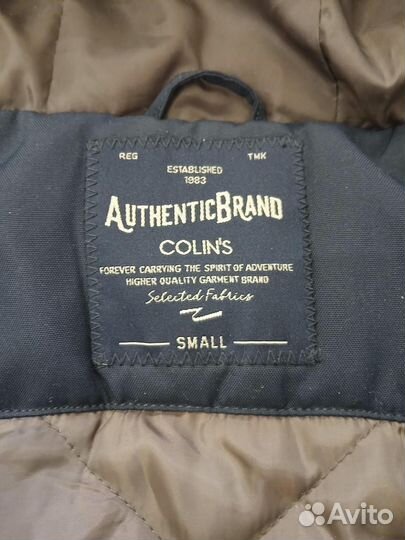 REG TMK
ESTABLISHED
1983
AUTHENTICBRAND
COLIN'S
FOREVER CARRYING THE SPIRIT OF ADVENTURE
HIGHER QUALITY GARMENT BRAND
Selected Fabrics
SMALL
Avito